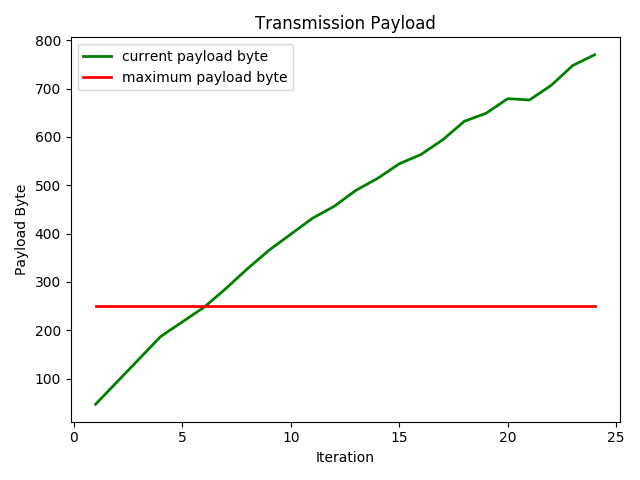 Transmission Payload
current payload byte
maximum payload byte
800
700
600
500
400
300
200
100
Payload Byte
0 5 10 15 20 25
Iteration